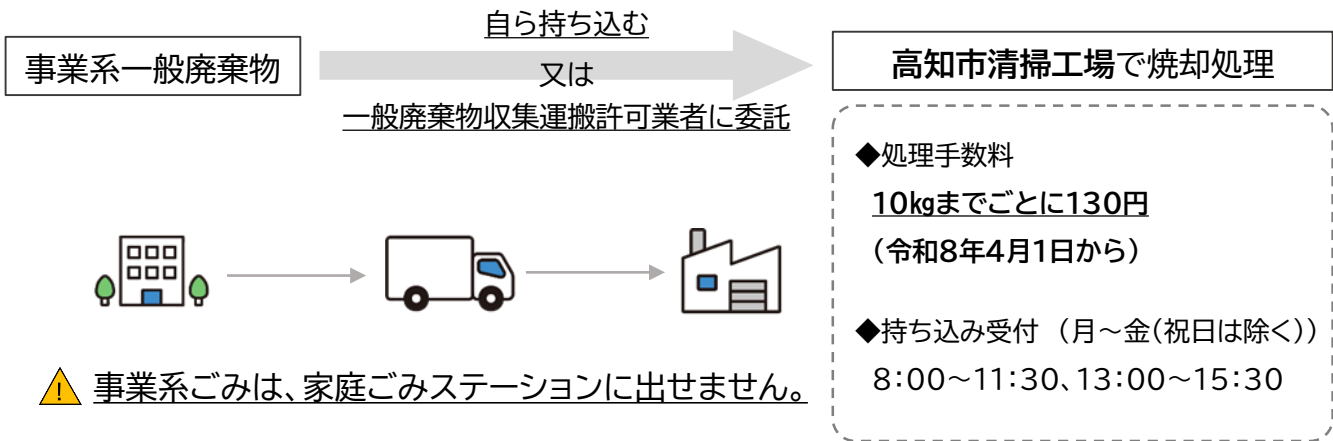 事業系一般廃棄物
自ら持ち込む
又は
一般廃棄物収集運搬許可業者に委託
高知市清掃工場で焼却処理
◆処理手数料
10㎏までごとに130円
(令和8年4月1日から)
◆持ち込み受付 (月～金(祝日は除く))
8:00～11:30、13:00～15:30
! 事業系ごみは、家庭ごみステーションに出せません。